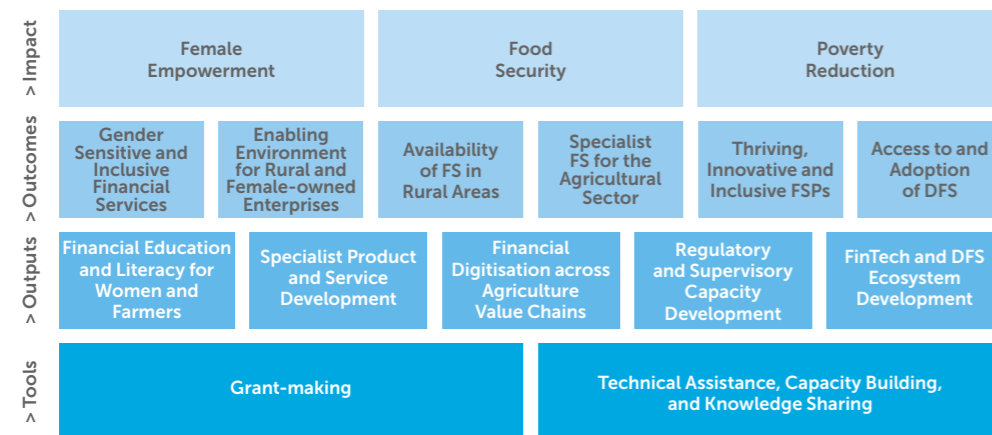 > Impact
Female
Empowerment
Food
Security
Poverty
Reduction
> Outcomes
Gender
Sensitive and
Inclusive
Financial
Services
Enabling
Environment
for Rural and
Female-owned
Enterprises
Availability
of FS in
Rural Areas
Specialist
FS for the
Agricultural
Sector
Thriving,
Innovative and
Inclusive FSPs
Access to and
Adoption
of DFS
> Outputs
Financial Education
and Literacy for
Women and
Farmers
Specialist Product
and Service
Development
Financial
Digitisation across
Agriculture
Value Chains
Regulatory
and Supervisory
Capacity
Development
FinTech and DFS
Ecosystem
Development
> Tools
Grant-making
Technical Assistance, Capacity Building,
and Knowledge Sharing